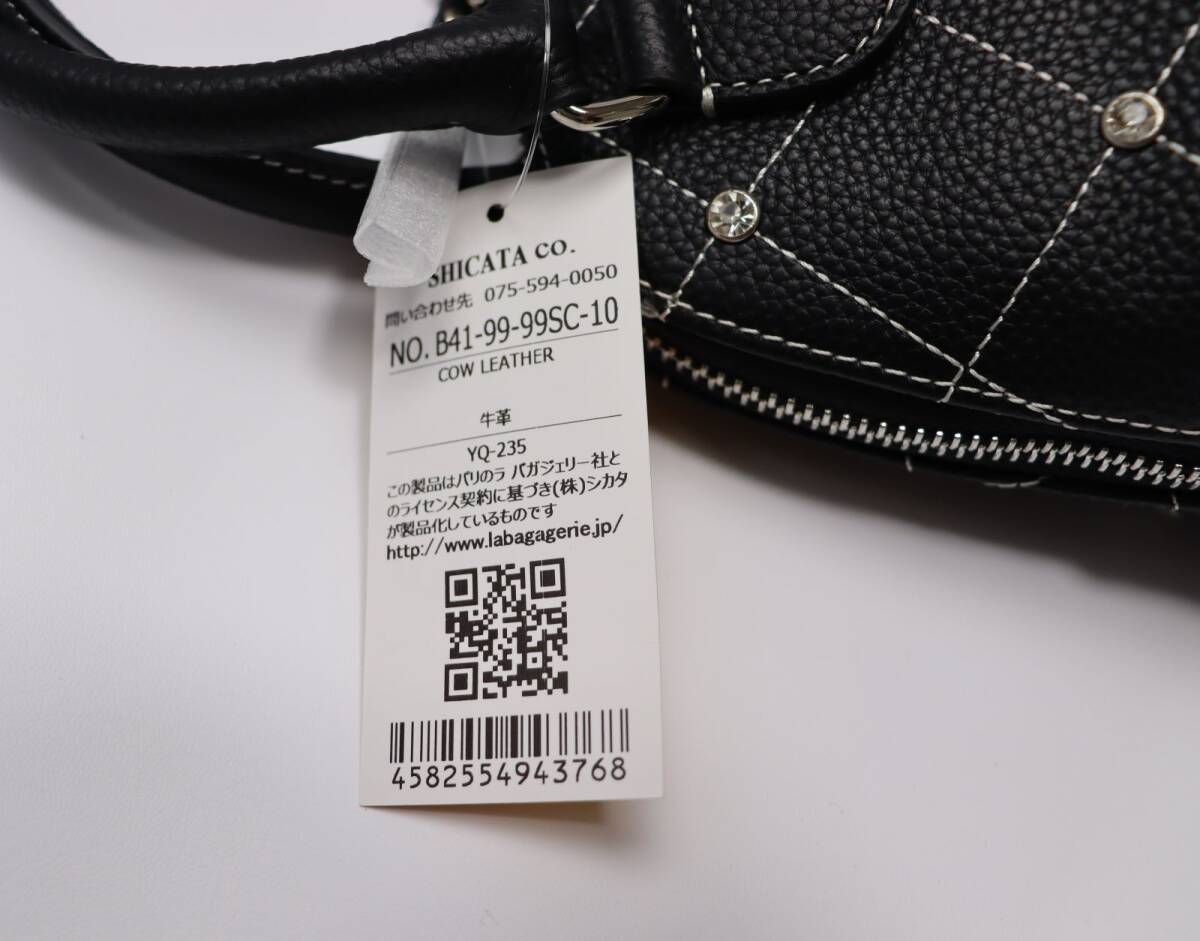 SHICATA CO.
問い合わせ先 075-594-0050
NO. B41-99-99SC-10
COW LEATHER
牛革
YQ-235
この製品はパリのラ バガジェリー社と
のライセンス契約に基づき(株)シカタ
が製品化しているものです
http://www.labagagerie.jp/
4582554943768